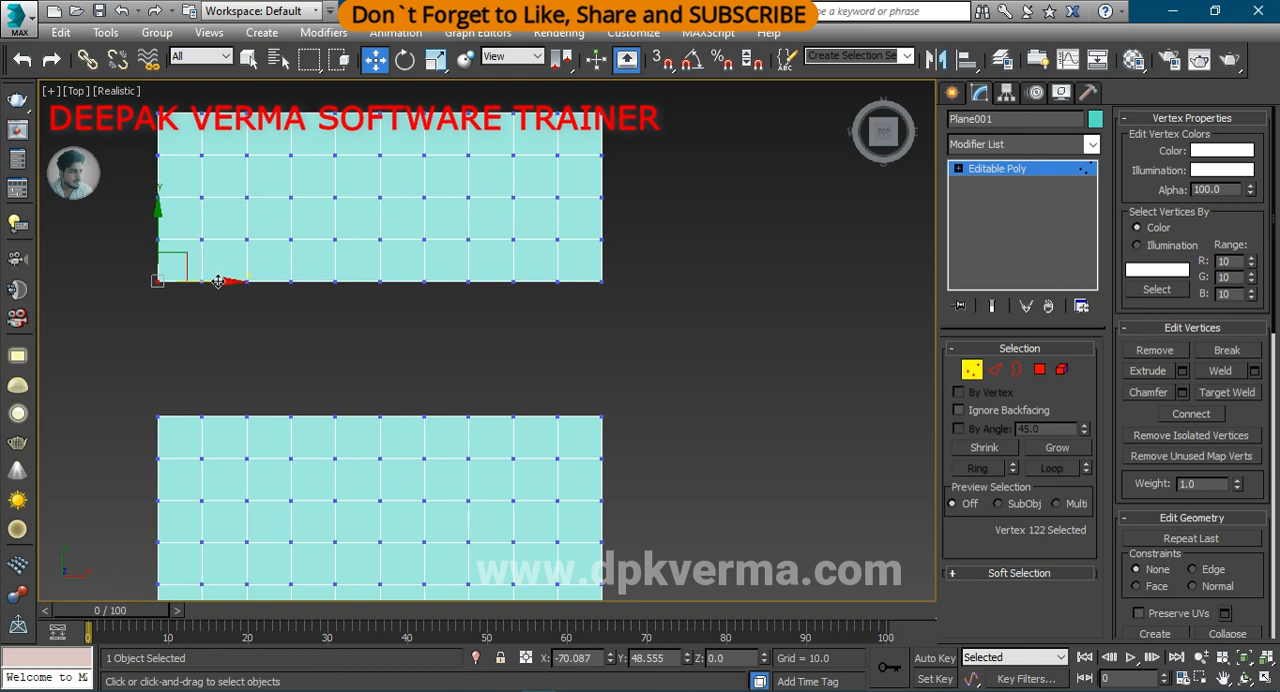 Workspace: Default
Don`t Forget to Like, Share and SUBSCRIBE
e a keyword or phrase
MAX
Edit
Tools
Group
Views
Create
Modifiers
Animation
Graph Editors
Rendering
Customize
MAXScript
Help
All
View
Create Selection Se
[+] [Top] [Realistic]
DEEPAK VERMA SOFTWARE TRAINER
TOP
y
www.dpkverma.com
Plane001
Modifier List
Editable Poly
Selection
By Vertex
Ignore Backfacing
By Angle: 45.0
Shrink
Grow
Ring
Loop
Preview Selection
Off
SubObj
Multi
Vertex 122 Selected
Soft Selection
Vertex Properties
Edit Vertex Colors
Color:
Illumination:
Alpha: 100.0
Select Vertices By
Color
Illumination
Range:
R: 10
G: 10
B: 10
Select
Edit Vertices
Remove
Break
Extrude
Weld
Chamfer
Target Weld
Connect
Remove Isolated Vertices
Remove Unused Map Verts
Weight: 1.0
Edit Geometry
Repeat Last
Constraints
None
Edge
Face
Normal
Preserve UVs
Create
Collapse
0 / 100
0 10 20 30 40 50 60 70 80 90 100
Welcome to M
1 Object Selected
Click or click-and-drag to select objects
X: -70.087
Y: 48.555
Z: 0.0
Grid = 10.0
Add Time Tag
Auto Key
Selected
Set Key
Key Filters...
0